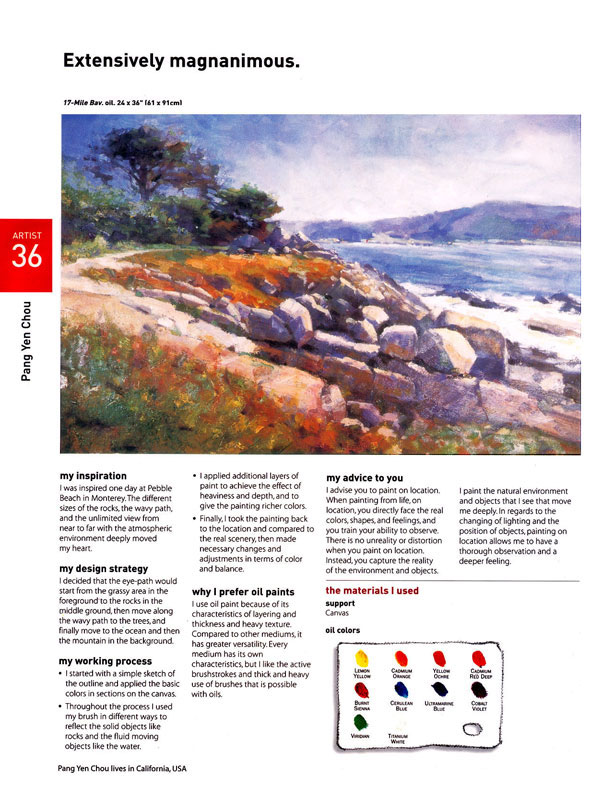 Extensively magnanimous.
17-Mile Bay. oil. 24 x 36" (61 x 91cm)
ARTIST
36
Pang Yen Chou
my inspiration
I was inspired one day at Pebble
Beach in Monterey. The different
sizes of the rocks, the wavy path,
and the unlimited view from
near to far with the atmospheric
environment deeply moved
my heart.
my design strategy
I decided that the eye-path would
start from the grassy area in the
foreground to the rocks in the
middle ground, then move along
the wavy path to the trees, and
finally move to the ocean and then
the mountain in the background.
my working process
• I started with a simple sketch of
the outline and applied the basic
colors in sections on the canvas.
• Throughout the process I used
my brush in different ways to
reflect the solid objects like
rocks and the fluid moving
objects like the water.
• I applied additional layers of
paint to achieve the effect of
heaviness and depth, and to
give the painting richer colors.
• Finally, I took the painting back
to the location and compared to
the real scenery, then made
necessary changes and
adjustments in terms of color
and balance.
why I prefer oil paints
I use oil paint because of its
characteristics of layering and
thickness and heavy texture.
Compared to other mediums, it
has greater versatility. Every
medium has its own
characteristics, but I like the active
brushstrokes and thick and heavy
use of brushes that is possible
with oils.
my advice to you
I advise you to paint on location.
When painting from life, on
location, you directly face the real
colors, shapes, and feelings, and
you train your ability to observe.
There is no unreality or distortion
when you paint on location.
Instead, you capture the reality
of the environment and objects.
I paint the natural environment
and objects that I see that move
me deeply. In regards to the
changing of lighting and the
position of objects, painting on
location allows me to have a
thorough observation and a
deeper feeling.
the materials I used
support
Canvas
oil colors
LEMON
YELLOW
CADMIUM
ORANGE
YELLOW
OCHRE
CADMIUM
RED DEEP
BURNT
SIENNA
CERULEAN
BLUE
ULTRAMARINE
BLUE
COBALT
VIOLET
VIRIDIAN
TITANIUM
WHITE
Pang Yen Chou lives in California, USA